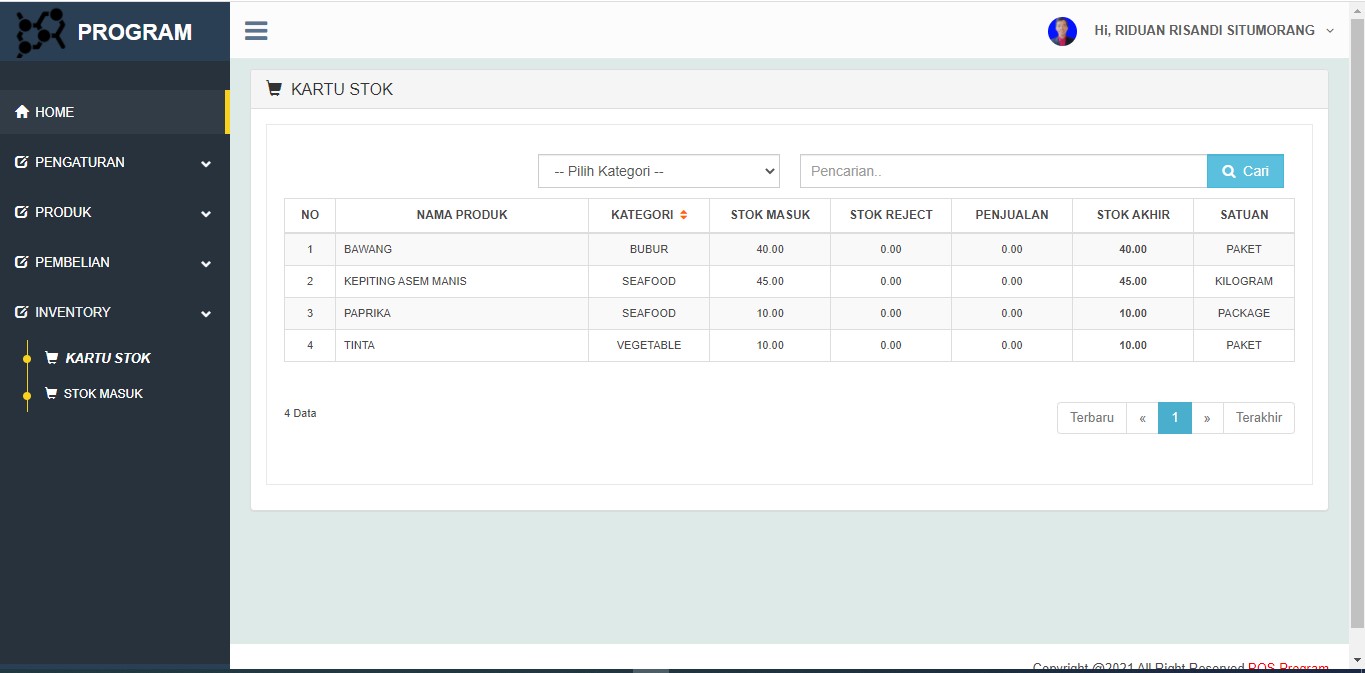 PROGRAM
Hi, RIDUAN RISANDI SITUMORANG
HOME
PENGATURAN
PRODUK
PEMBELIAN
INVENTORY
KARTU STOK
STOK MASUK
KARTU STOK
-- Pilih Kategori --
Pencarian..
Cari
NO NAMA PRODUK KATEGORI STOK MASUK STOK REJECT PENJUALAN STOK AKHIR SATUAN
1 BAWANG BUBUR 40.00 0.00 0.00 40.00 PAKET
2 KEPITING ASEM MANIS SEAFOOD 45.00 0.00 0.00 45.00 KILOGRAM
3 PAPRIKA SEAFOOD 10.00 0.00 0.00 10.00 PACKAGE
4 TINTA VEGETABLE 10.00 0.00 0.00 10.00 PAKET
4 Data
Terbaru « 1 » Terakhir
Copyright @2021 All Right Reserved POS Program